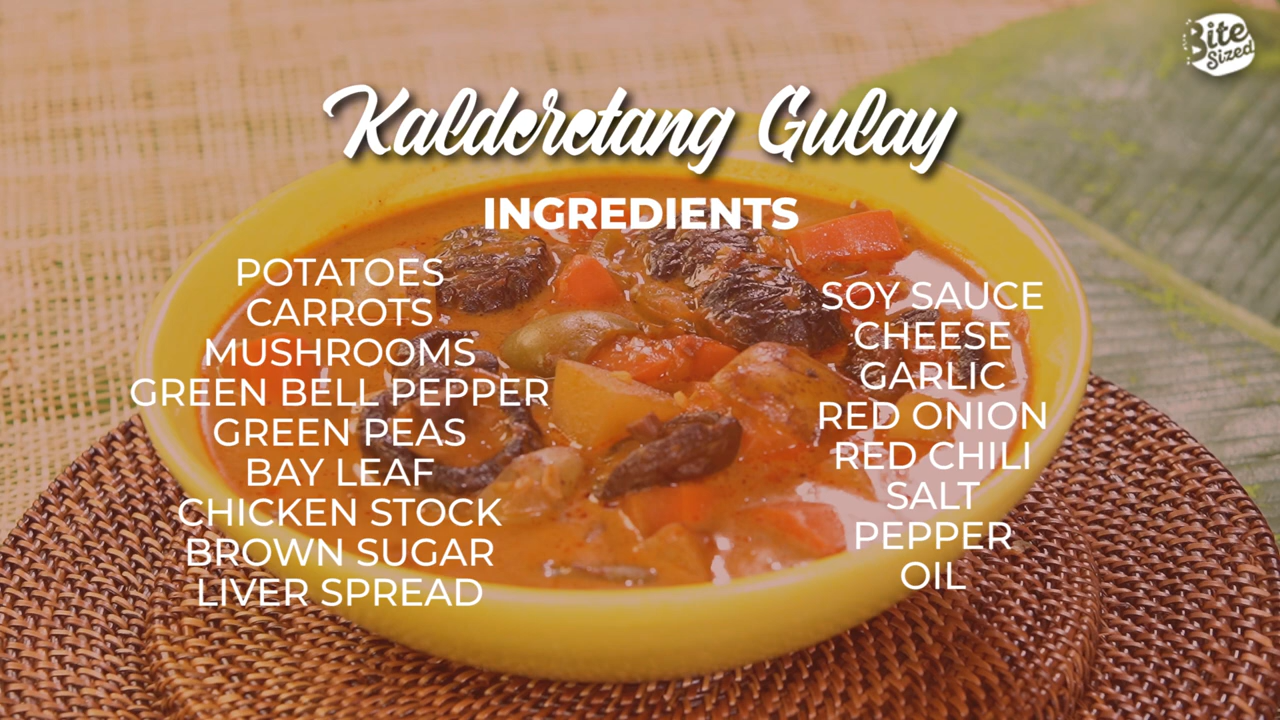 Bite
Sized
Kalderetang Gulay
INGREDIENTS
POTATOES
CARROTS
MUSHROOMS
GREEN BELL PEPPER
GREEN PEAS
BAY LEAF
CHICKEN STOCK
BROWN SUGAR
LIVER SPREAD
SOY SAUCE
CHEESE
GARLIC
RED ONION
RED CHILI
SALT
PEPPER
OIL